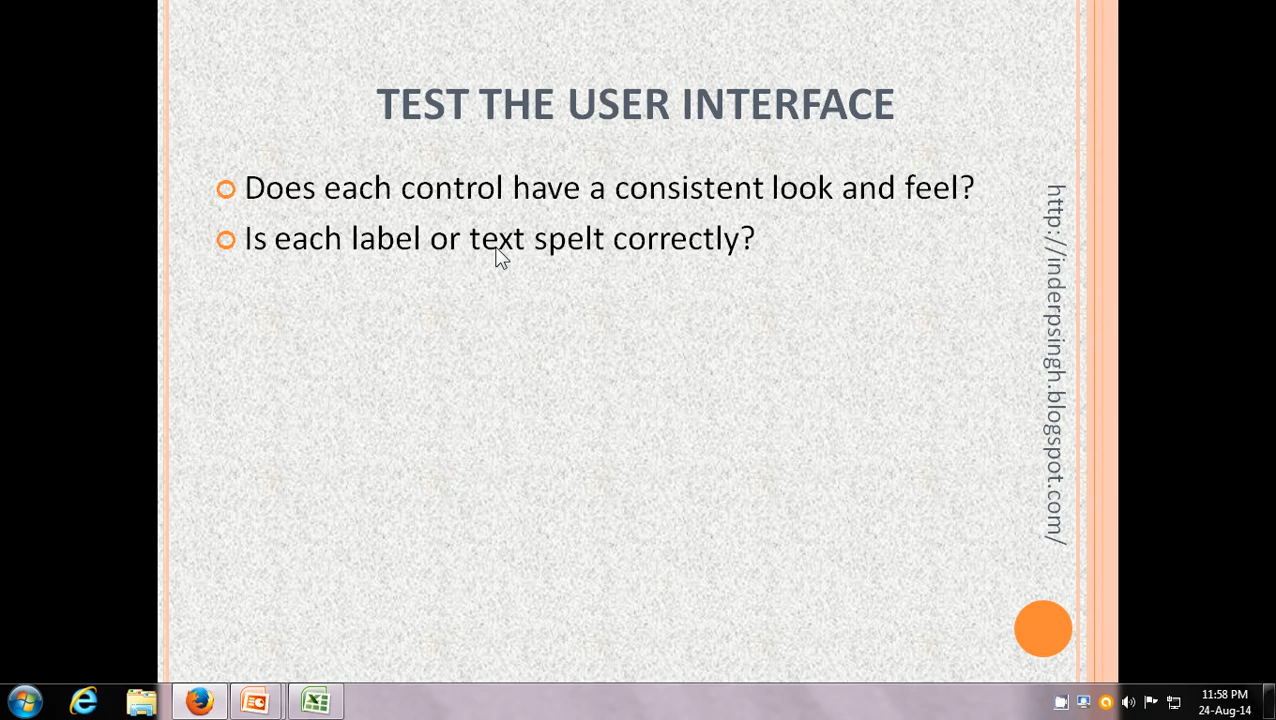 TEST THE USER INTERFACE
Does each control have a consistent look and feel?
Is each label or text spelt correctly?
http://inderpsingh.blogspot.com/
11:58 PM
24-Aug-14